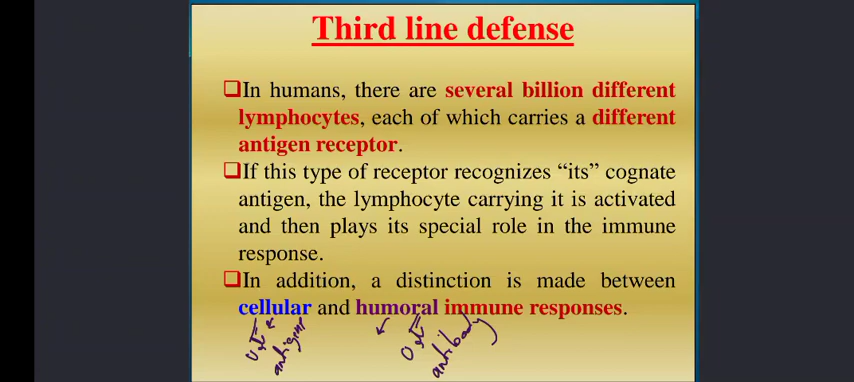 Third line defense
❑In humans, there are several billion different
lymphocytes, each of which carries a different
antigen receptor.
❑If this type of receptor recognizes “its” cognate
antigen, the lymphocyte carrying it is activated
and then plays its special role in the immune
response.
❑In addition, a distinction is made between
cellular and humoral immune responses.
antigens
antibody